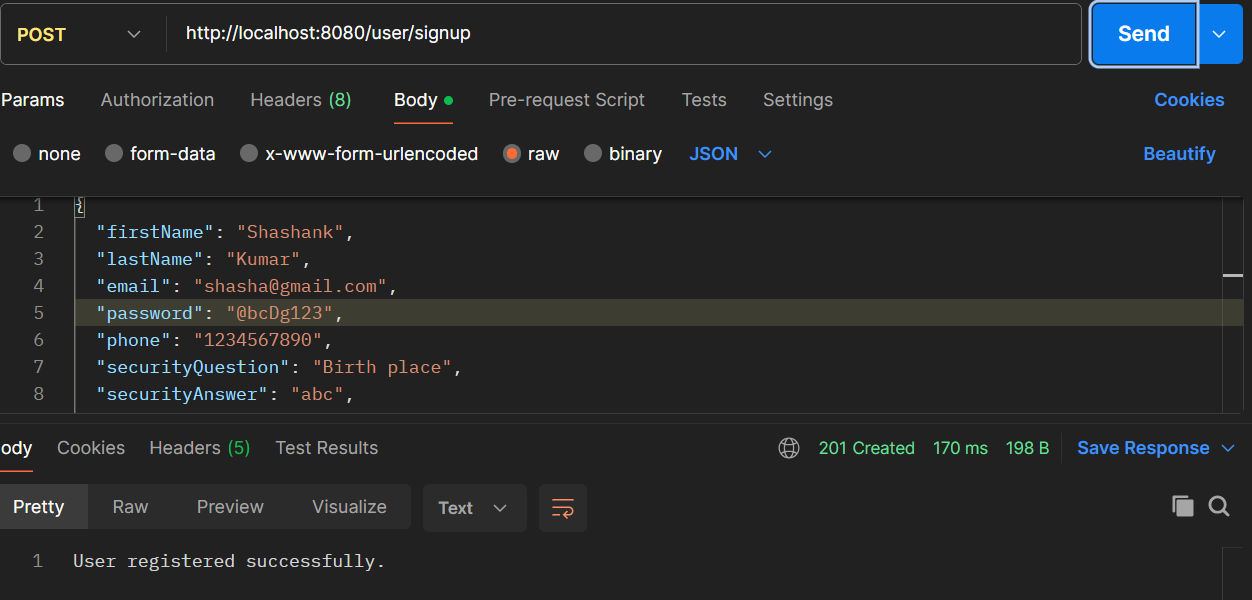 POST http://localhost:8080/user/signup Send
Params Authorization Headers (8) Body Pre-request Script Tests Settings Cookies
none form-data x-www-form-urlencoded raw binary JSON Beautify
1 {
2 "firstName": "Shashank",
3 "lastName": "Kumar",
4 "email": "shasha@gmail.com",
5 "password": "@bcDg123",
6 "phone": "1234567890",
7 "securityQuestion": "Birth place",
8 "securityAnswer": "abc",
ody Cookies Headers (5) Test Results 201 Created 170 ms 198 B Save Response
Pretty Raw Preview Visualize Text
1 User registered successfully.